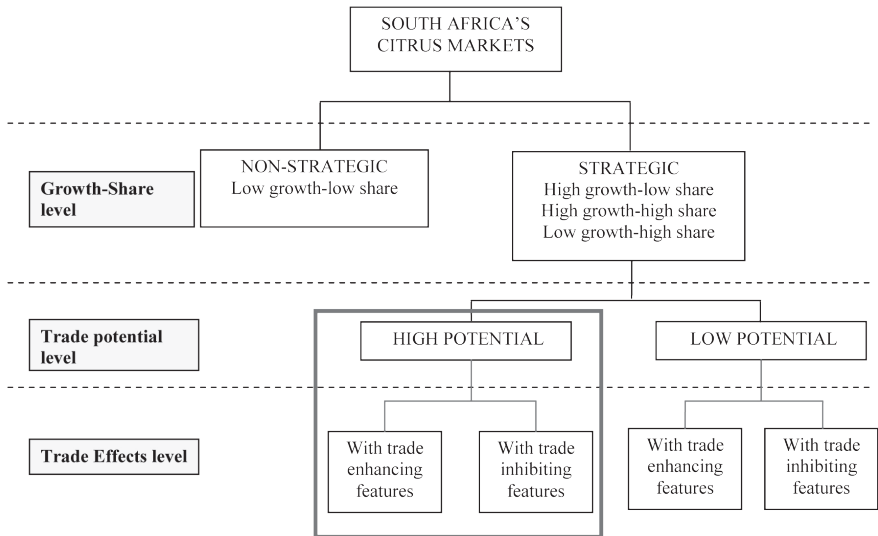 SOUTH AFRICA'S
CITRUS MARKETS
Growth-Share
level
NON-STRATEGIC
Low growth-low share
STRATEGIC
High growth-low share
High growth-high share
Low growth-high share
Trade potential
level
HIGH POTENTIAL
LOW POTENTIAL
Trade Effects level
With trade
enhancing
features
With trade
inhibiting
features
With trade
enhancing
features
With trade
inhibiting
features